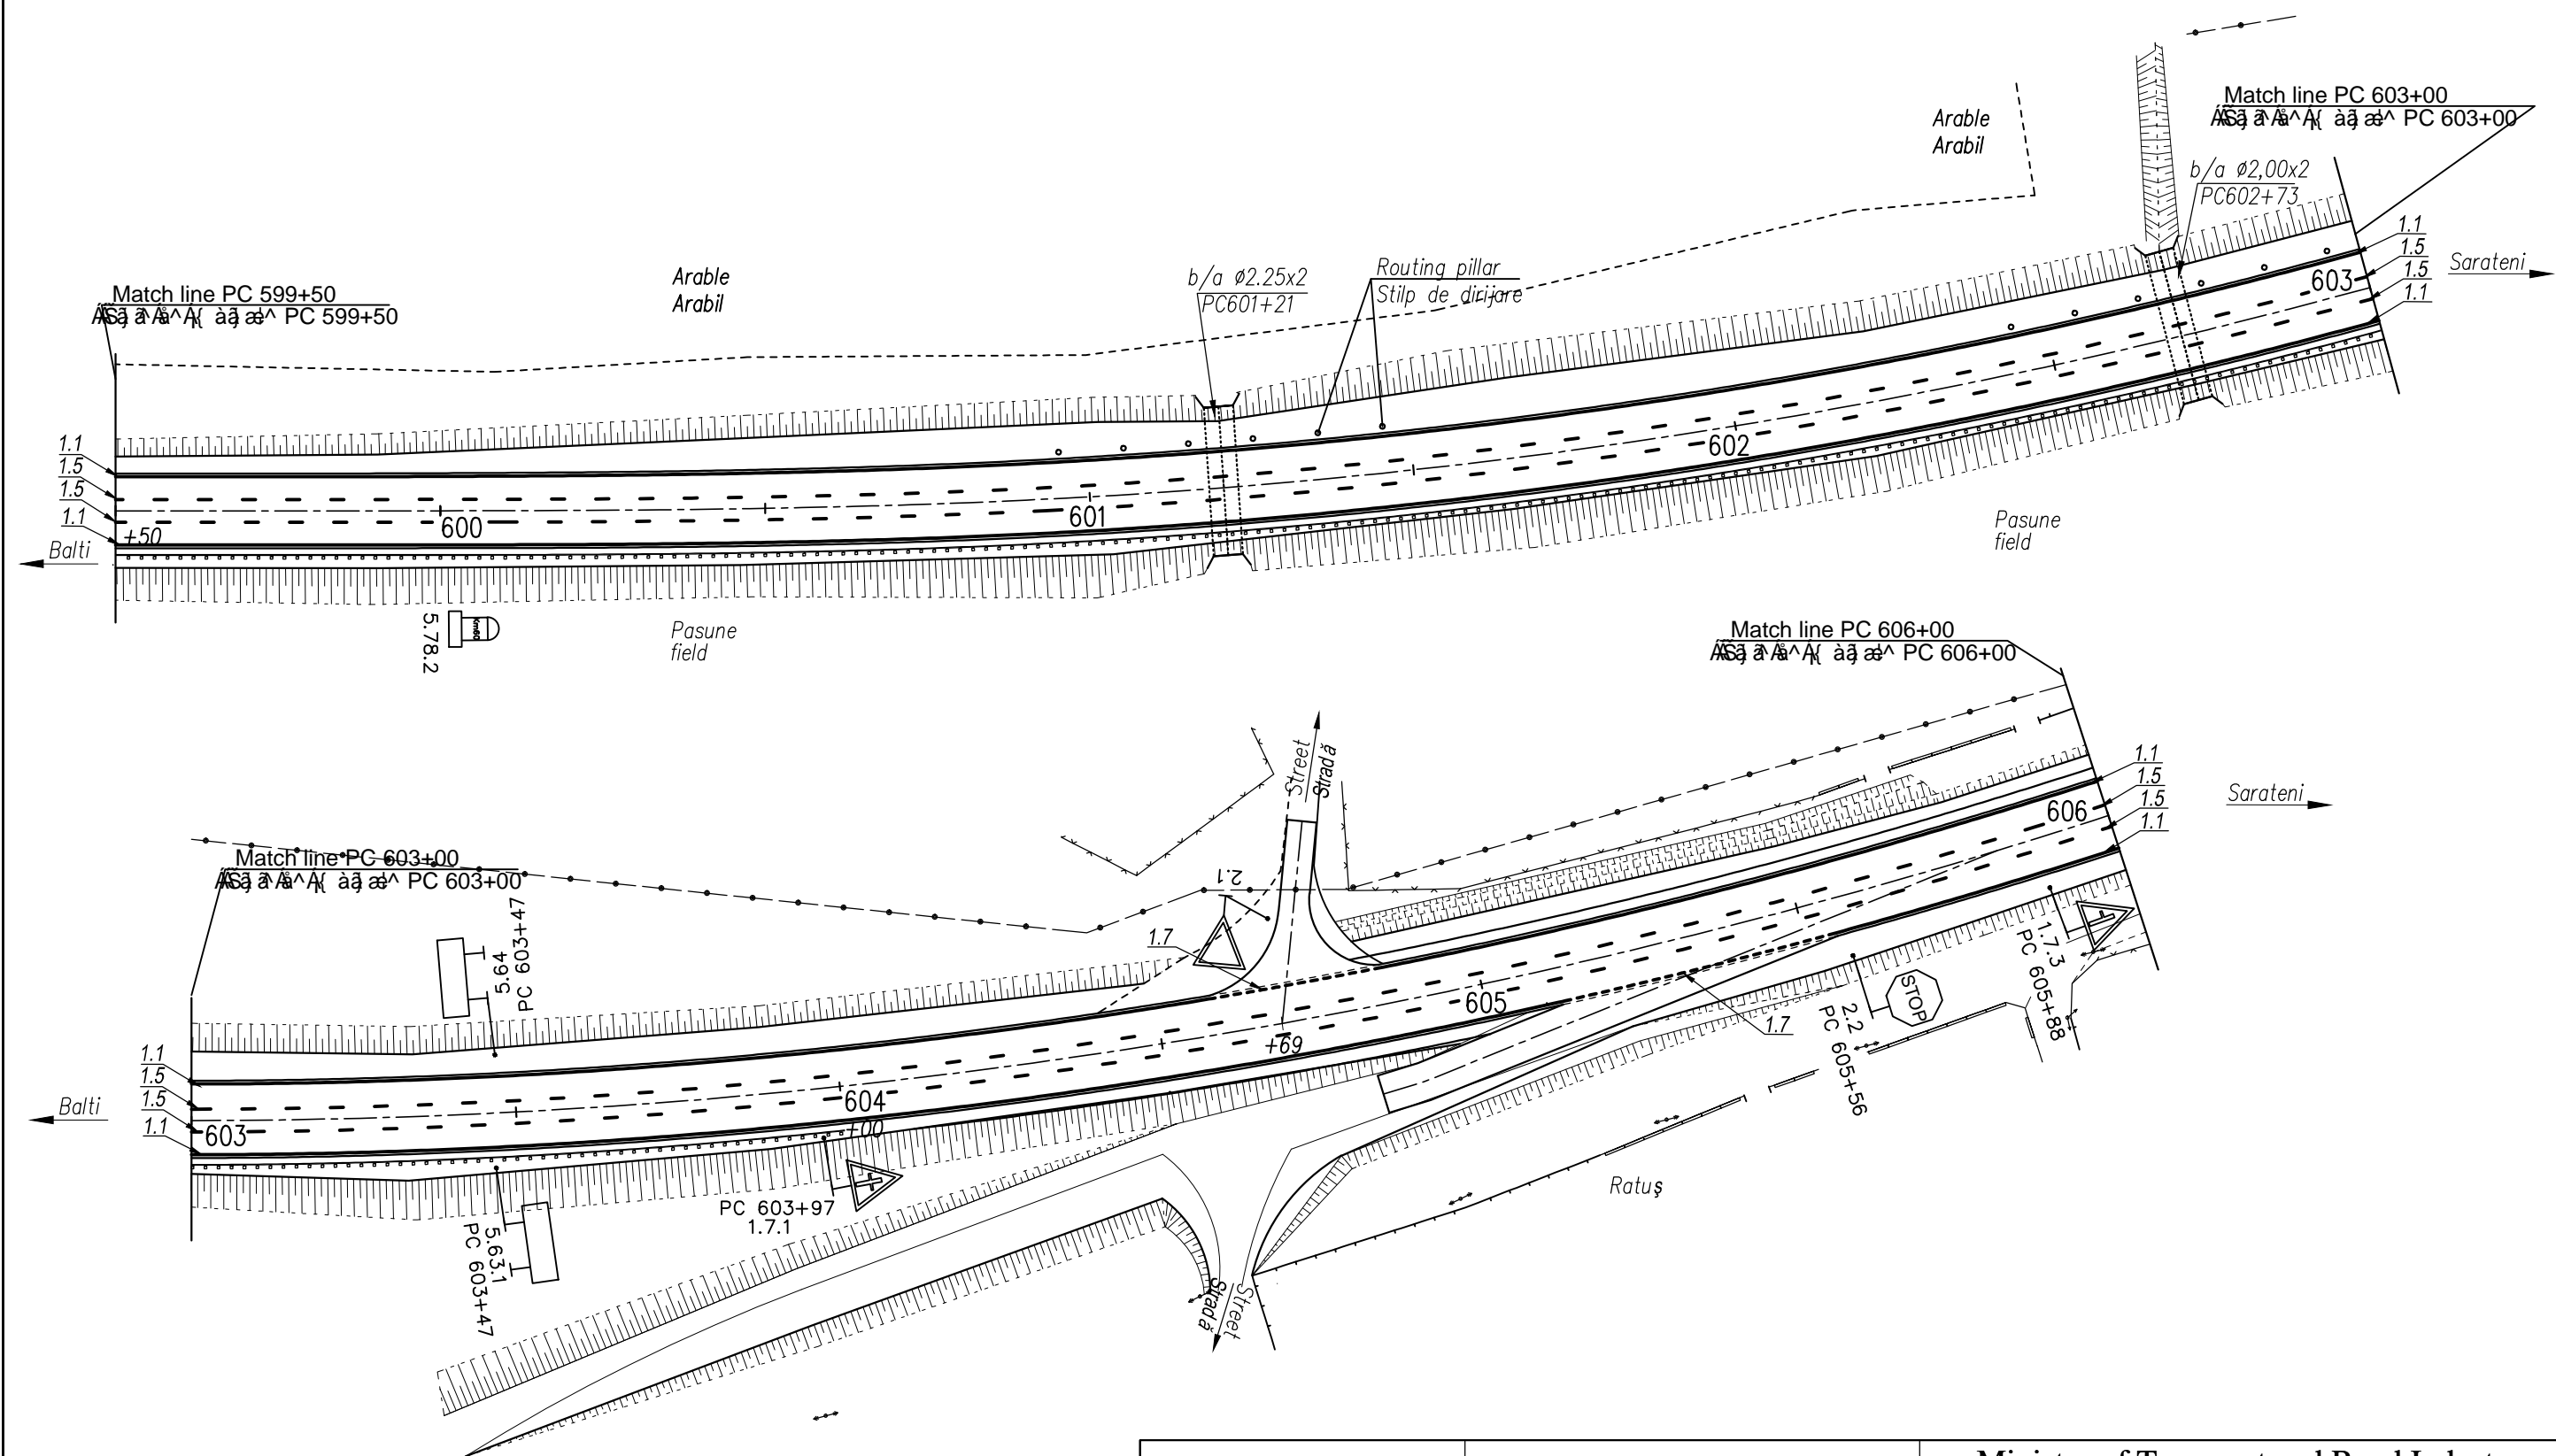 Match line PC 603+00
PC 603+00
Arable
Arabil
b/a ø2,00x2
PC602+73
1.1
1.5
1.5
1.1
Sarateni
603
Arable
Arabil
b/a ø2.25x2
PC601+21
Routing pillar
Stilp de dirijare
Match line PC 599+50
PC 599+50
1.1
1.5
1.5
1.1
+50
Balti
600
601
602
Pasune
field
Pasune
field
5.78.2
Match line PC 606+00
PC 606+00
Street
Stradă
1.1
1.5
1.5
1.1
606
Sarateni
Match line PC 603+00
PC 603+00
5.64
PC 603+47
2.1
1.7
1.7.3
PC 605+88
STOP
2.2
PC 605+56
1.7
605
+69
604
+00
1.1
1.5
1.5
1.1
603
Balti
PC 603+97
1.7.1
5.63.1
PC 603+47
Ratuş
Stradă
Street